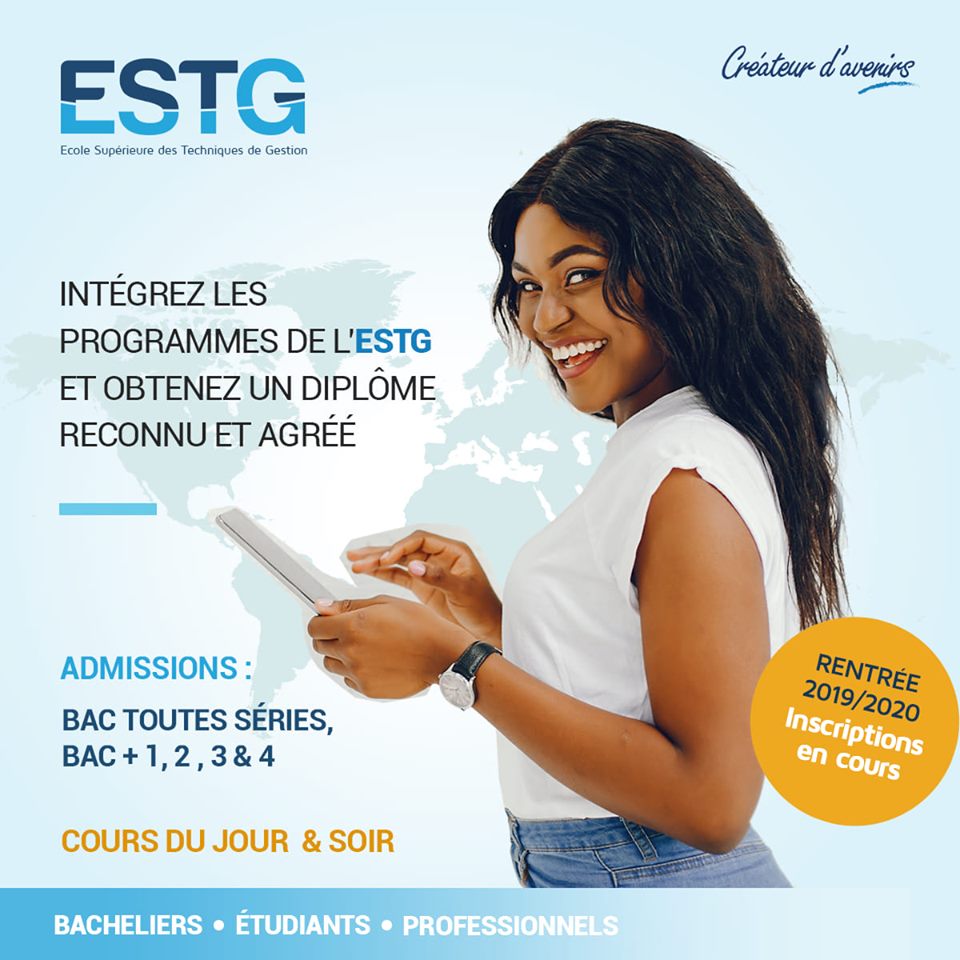 ESTG
Ecole Supérieure des Techniques de Gestion
Créateur d'avenirs
INTÉGREZ LES
PROGRAMMES DE L'ESTG
ET OBTENEZ UN DIPLÔME
RECONNU ET AGRÉÉ
ADMISSIONS :
BAC TOUTES SÉRIES,
BAC + 1, 2 , 3 & 4
COURS DU JOUR & SOIR
RENTRÉE
2019/2020
Inscriptions
en cours
BACHELIERS • ÉTUDIANTS • PROFESSIONNELS